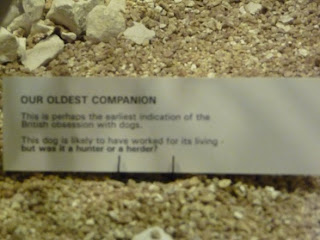 OUR OLDEST COMPANION
This is perhaps the earliest indication of the
British obsession with dogs.
This dog is likely to have worked for its living -
but was it a hunter or a herder?